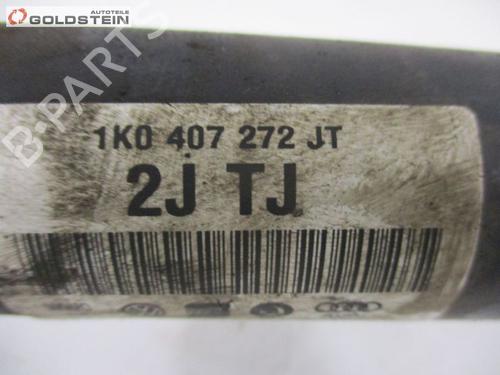 AUTOTEILE
GOLDSTEIN
B-PARTS
1K0 407 272 JT
2J TJ